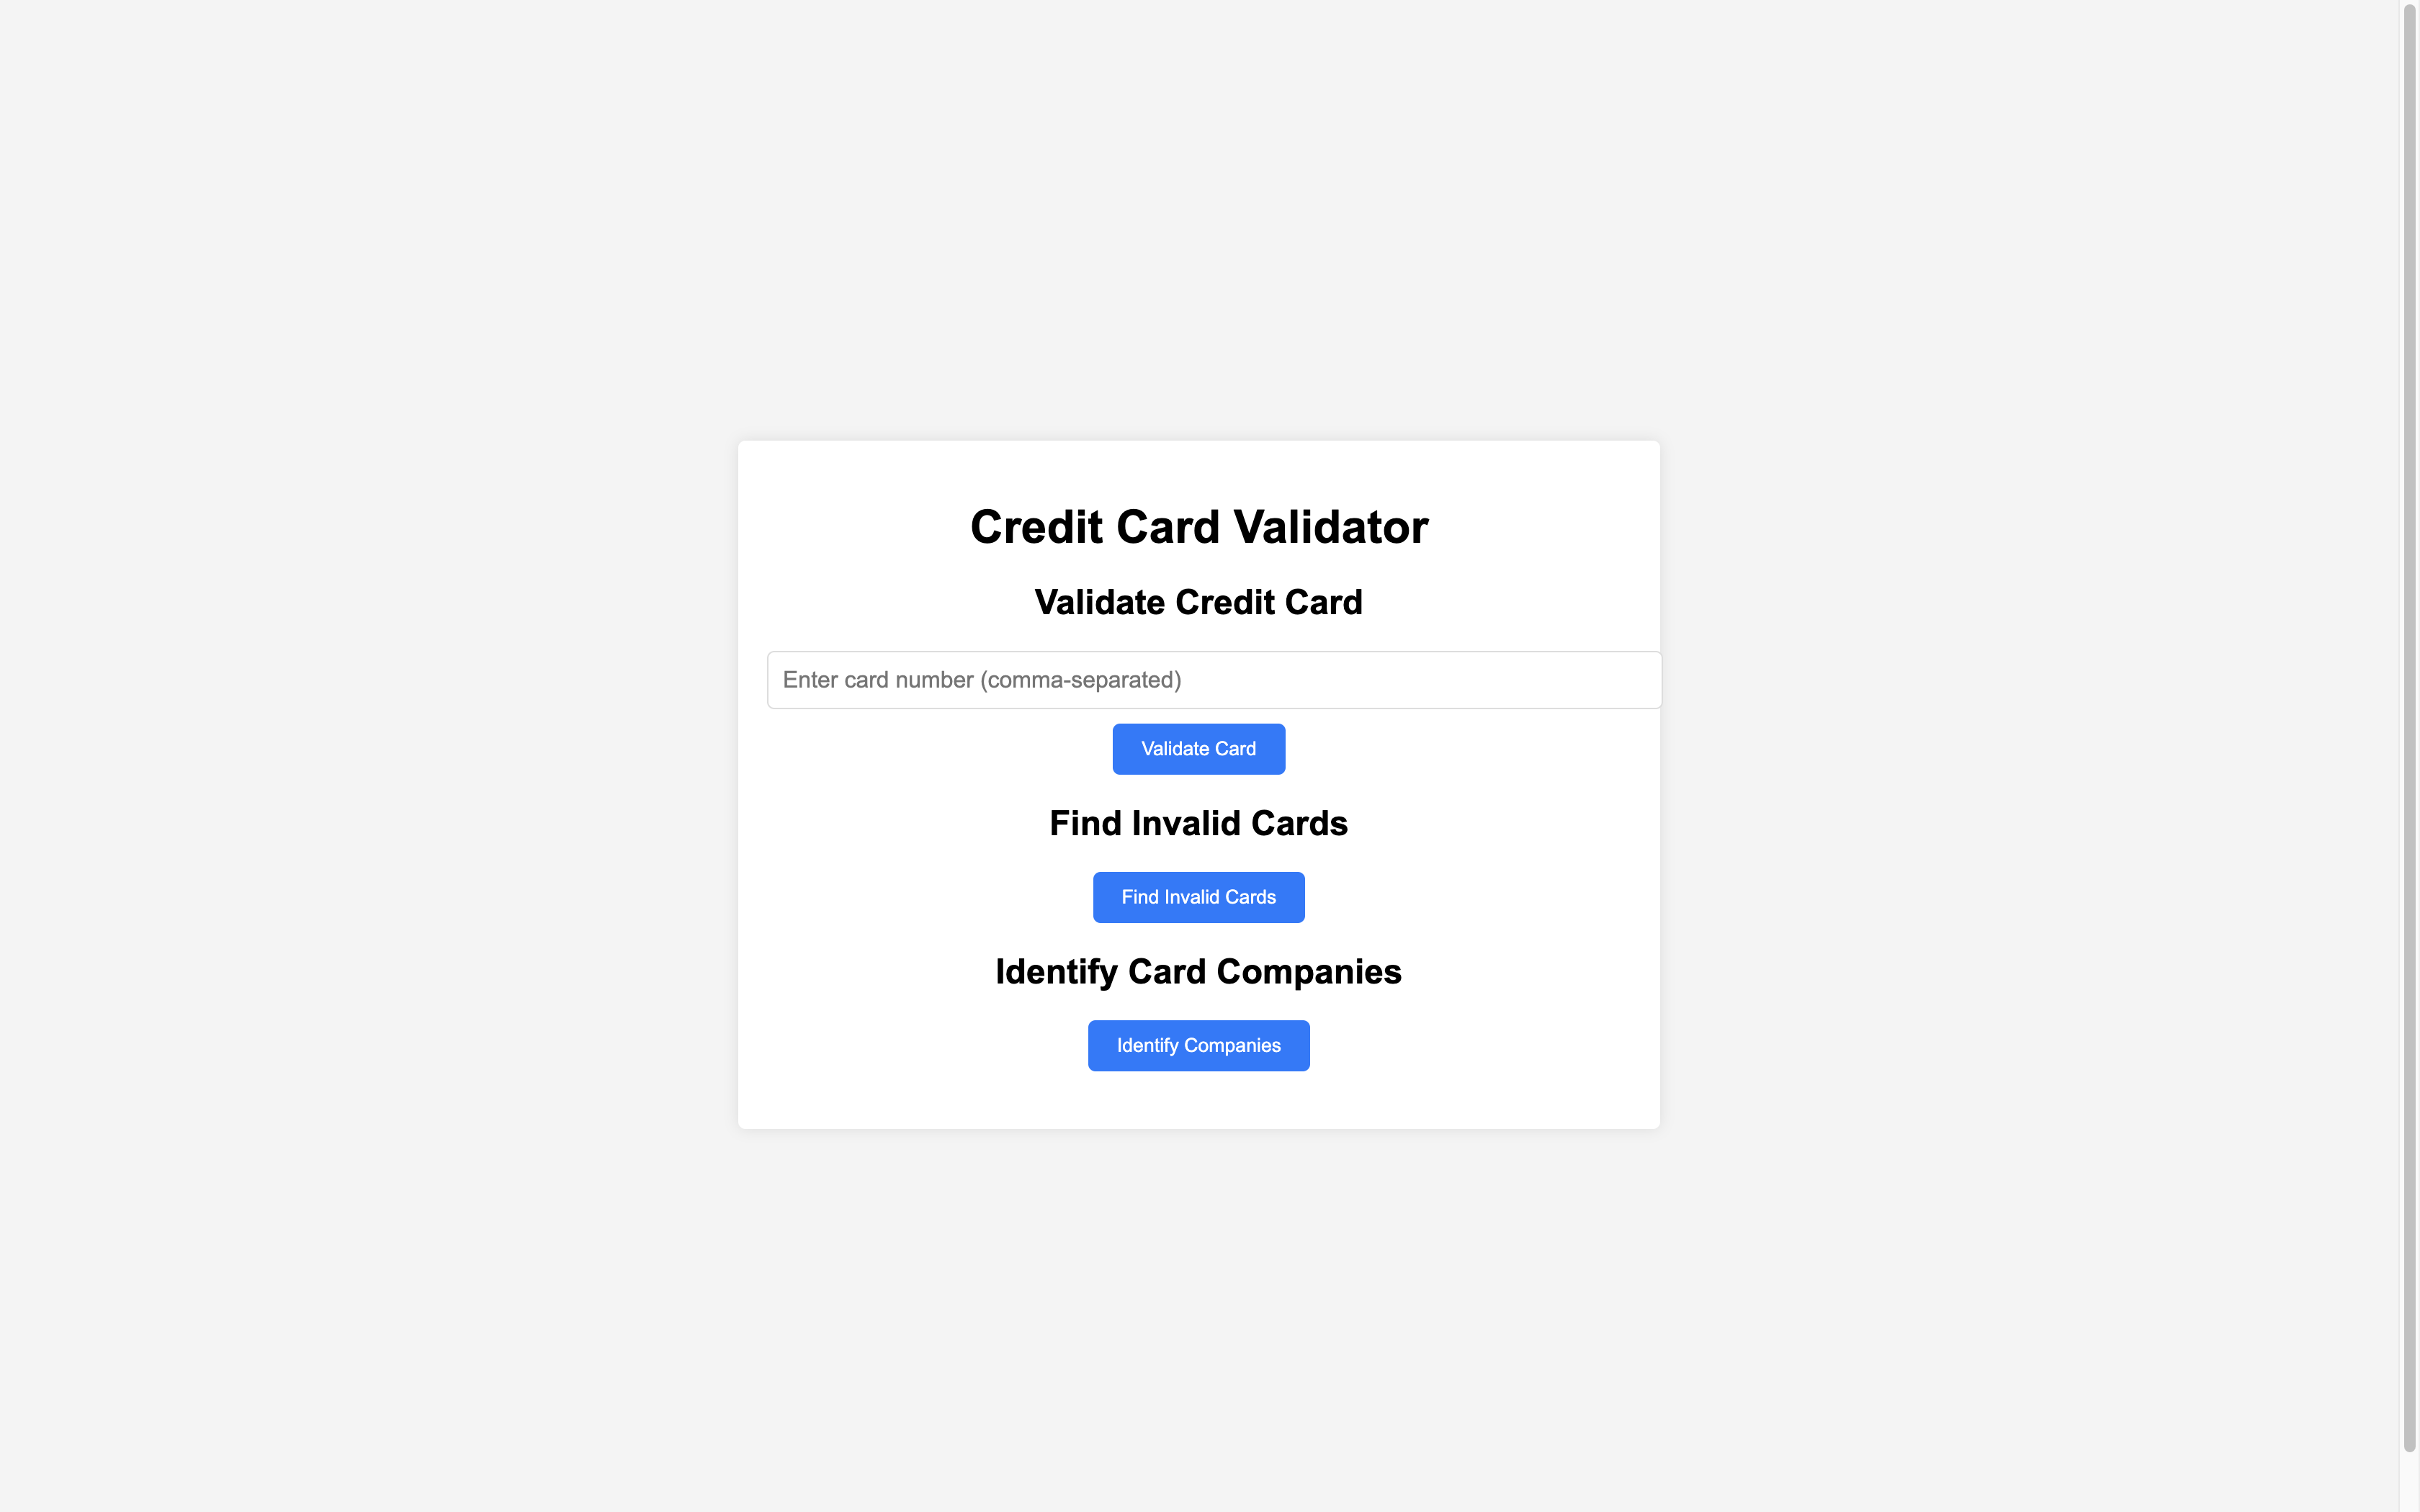 Credit Card Validator
Validate Credit Card
Enter card number (comma-separated)
Validate Card
Find Invalid Cards
Find Invalid Cards
Identify Card Companies
Identify Companies